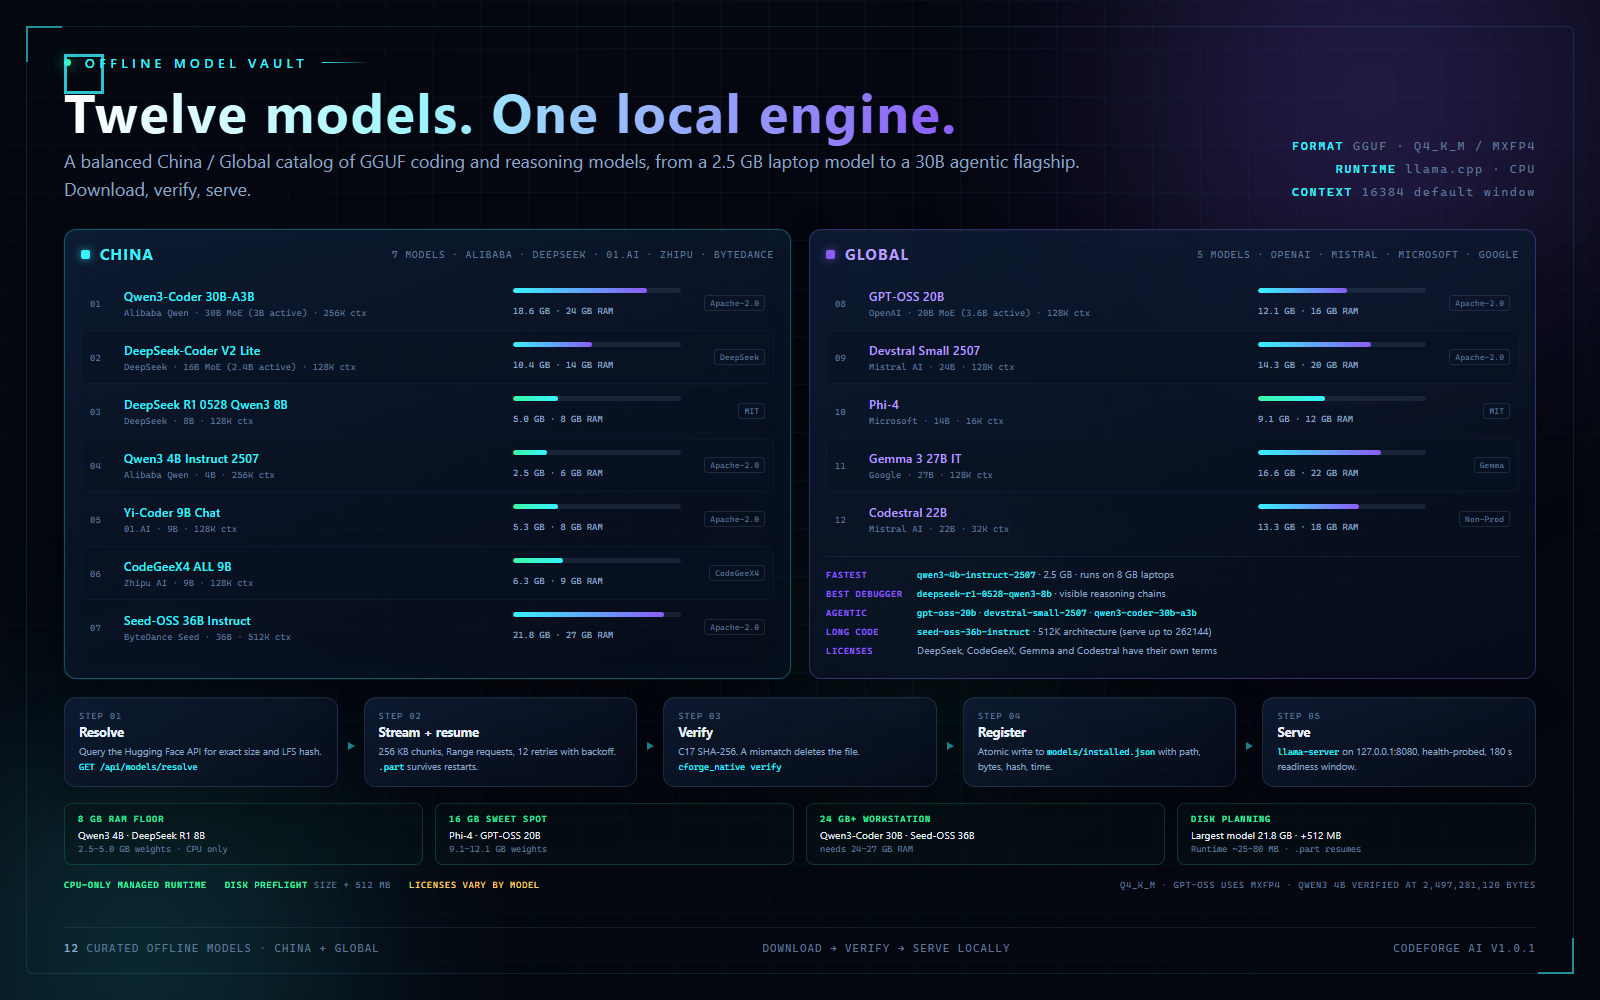 OFFLINE MODEL VAULT
Twelve models. One local engine.
A balanced China / Global catalog of GGUF coding and reasoning models, from a 2.5 GB laptop model to a 30B agentic flagship.
Download, verify, serve.
FORMAT GGUF · Q4_K_M / MXFP4
RUNTIME llama.cpp · CPU
CONTEXT 16384 default window
CHINA
7 MODELS · ALIBABA · DEEPSEEK · 01.AI · ZHIPU · BYTEDANCE
01
Qwen3-Coder 30B-A3B
Alibaba Qwen · 30B MoE (3B active) · 256K ctx
18.6 GB · 24 GB RAM
Apache-2.0
02
DeepSeek-Coder V2 Lite
DeepSeek · 16B MoE (2.4B active) · 128K ctx
10.4 GB · 14 GB RAM
DeepSeek
03
DeepSeek R1 0528 Qwen3 8B
DeepSeek · 8B · 128K ctx
5.0 GB · 8 GB RAM
MIT
04
Qwen3 4B Instruct 2507
Alibaba Qwen · 4B · 256K ctx
2.5 GB · 6 GB RAM
Apache-2.0
05
Yi-Coder 9B Chat
01.AI · 9B · 128K ctx
5.3 GB · 8 GB RAM
Apache-2.0
06
CodeGeeX4 ALL 9B
Zhipu AI · 9B · 128K ctx
6.3 GB · 9 GB RAM
CodeGeeX4
07
Seed-OSS 36B Instruct
ByteDance Seed · 36B · 512K ctx
21.8 GB · 27 GB RAM
Apache-2.0
GLOBAL
5 MODELS · OPENAI · MISTRAL · MICROSOFT · GOOGLE
08
GPT-OSS 20B
OpenAI · 20B MoE (3.6B active) · 128K ctx
12.1 GB · 16 GB RAM
Apache-2.0
09
Devstral Small 2507
Mistral AI · 24B · 128K ctx
14.3 GB · 20 GB RAM
Apache-2.0
10
Phi-4
Microsoft · 14B · 16K ctx
9.1 GB · 12 GB RAM
MIT
11
Gemma 3 27B IT
Google · 27B · 128K ctx
16.6 GB · 22 GB RAM
Gemma
12
Codestral 22B
Mistral AI · 22B · 32K ctx
13.3 GB · 18 GB RAM
Non-Prod
FASTEST qwen3-4b-instruct-2507 · 2.5 GB · runs on 8 GB laptops
BEST DEBUGGER deepseek-r1-0528-qwen3-8b · visible reasoning chains
AGENTIC gpt-oss-20b · devstral-small-2507 · qwen3-coder-30b-a3b
LONG CODE seed-oss-36b-instruct · 512K architecture (serve up to 262144)
LICENSES DeepSeek, CodeGeeX, Gemma and Codestral have their own terms
STEP 01
Resolve
Query the Hugging Face API for exact size and LFS hash.
GET /api/models/resolve
STEP 02
Stream + resume
256 KB chunks, Range requests, 12 retries with backoff.
.part survives restarts.
STEP 03
Verify
C17 SHA-256. A mismatch deletes the file.
cforge_native verify
STEP 04
Register
Atomic write to models/installed.json with path,
bytes, hash, time.
STEP 05
Serve
llama-server on 127.0.0.1:8080, health-probed, 180 s
readiness window.
8 GB RAM FLOOR
Qwen3 4B · DeepSeek R1 8B
2.5–5.0 GB weights · CPU only
16 GB SWEET SPOT
Phi-4 · GPT-OSS 20B
9.1–12.1 GB weights
24 GB+ WORKSTATION
Qwen3-Coder 30B · Seed-OSS 36B
needs 24–27 GB RAM
DISK PLANNING
Largest model 21.8 GB · +512 MB
Runtime ~25–80 MB · .part resumes
CPU-ONLY MANAGED RUNTIME DISK PREFLIGHT SIZE + 512 MB LICENSES VARY BY MODEL
Q4_K_M · GPT-OSS USES MXFP4 · QWEN3 4B VERIFIED AT 2,497,281,120 BYTES
12 CURATED OFFLINE MODELS · CHINA + GLOBAL
DOWNLOAD → VERIFY → SERVE LOCALLY
CODEFORGE AI V1.0.1